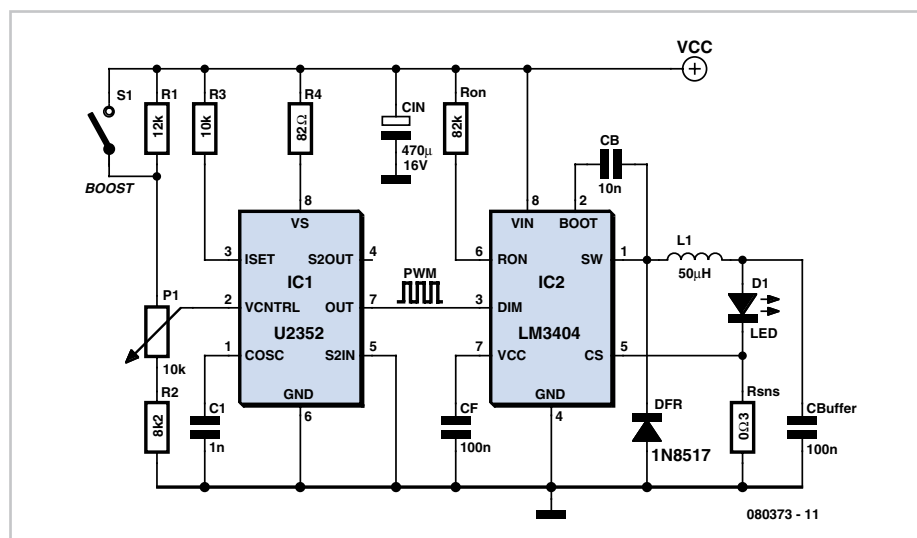 VCC
S1
R1
12k
R3
10k
R4
82Ω
CIN
470µ
16V
Ron
82k
CB
10n
BOOST
8
VS
3
ISET
S2OUT
4
IC1
2
VCNTRL
OUT
7
U2352
1
COSC
S2IN
5
GND
6
PWM
P1
10k
R2
8k2
C1
1n
8
VIN
2
BOOT
6
RON
SW
1
IC2
3
DIM
LM3404
7
VCC
CS
5
GND
4
L1
50µH
D1
LED
CF
100n
DFR
1N8517
Rsns
0Ω3
CBuffer
100n
080373 - 11